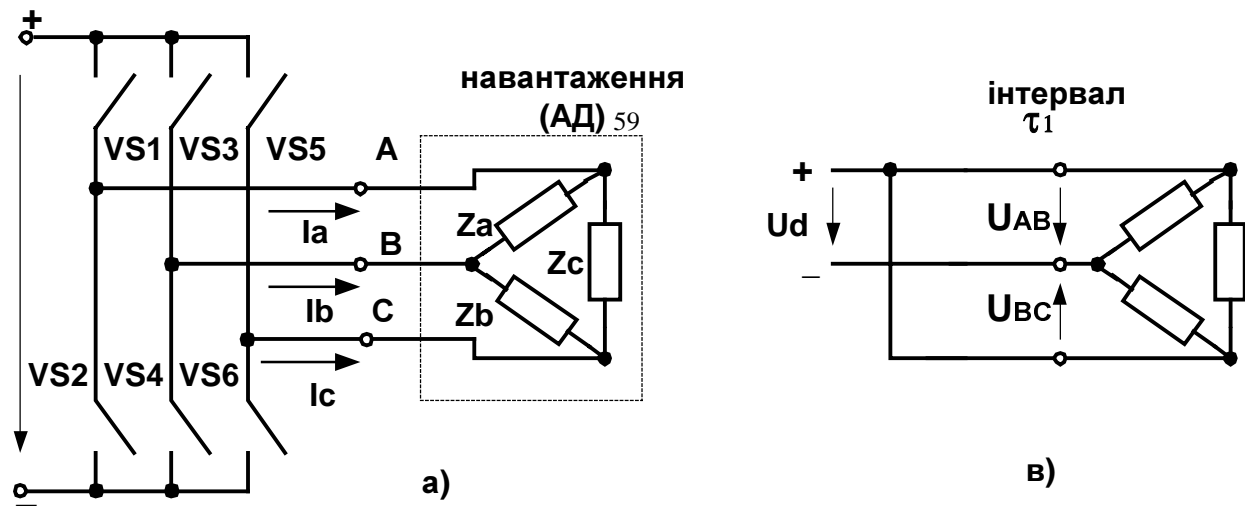 +
навантаження
(АД) 59
VS1 VS3 VS5 A
Ia
Za
B
Ib
Zc
Zb
C
VS2 VS4 VS6
Ic
–
а)
інтервал
τ1
+
Ud
UAB
–
UBC
в)